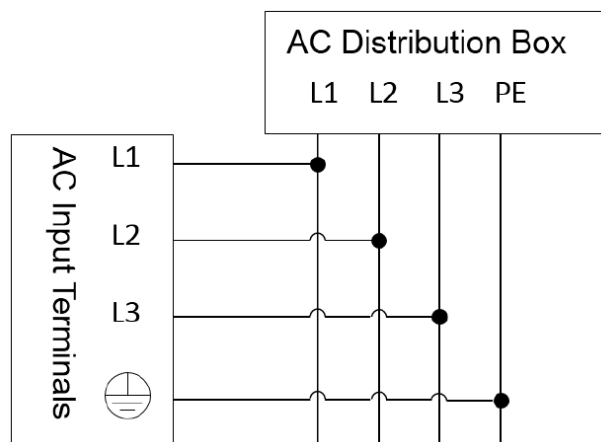 AC Distribution Box
L1 L2 L3 PE
AC Input Terminals
L1
L2
L3